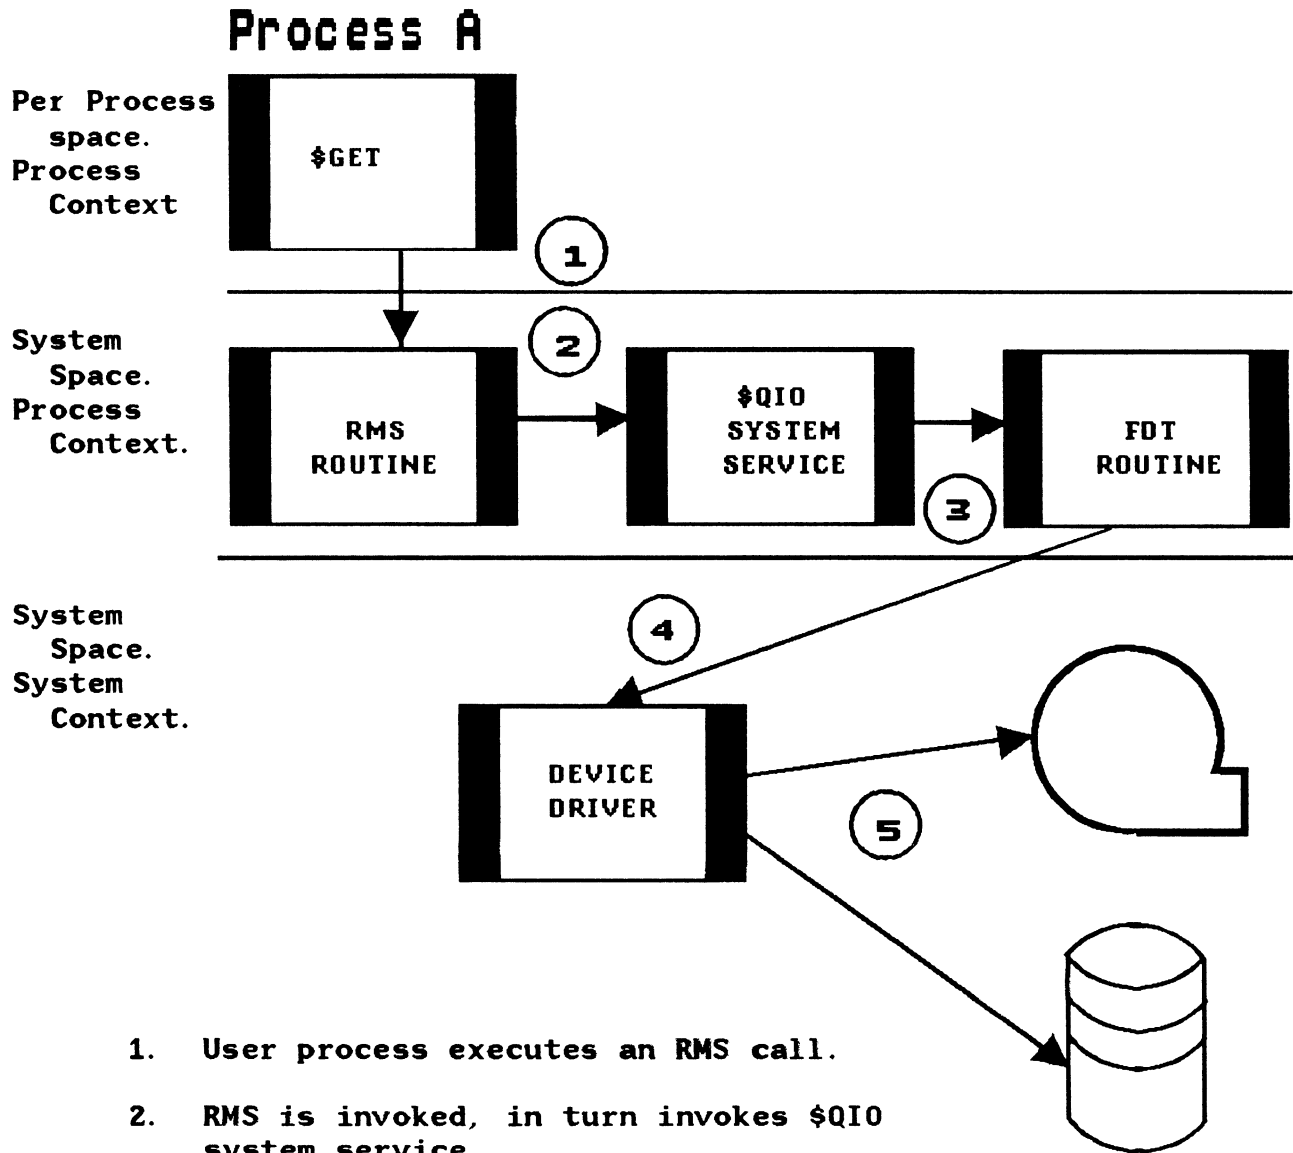 Process A
Per Process
space.
Process
Context
$GET
1
System
Space.
Process
Context.
2
RMS
ROUTINE
$QIO
SYSTEM
SERVICE
FDT
ROUTINE
3
System
Space.
System
Context.
4
DEVICE
DRIVER
5
1. User process executes an RMS call.
2. RMS is invoked, in turn invokes $QIO
system service